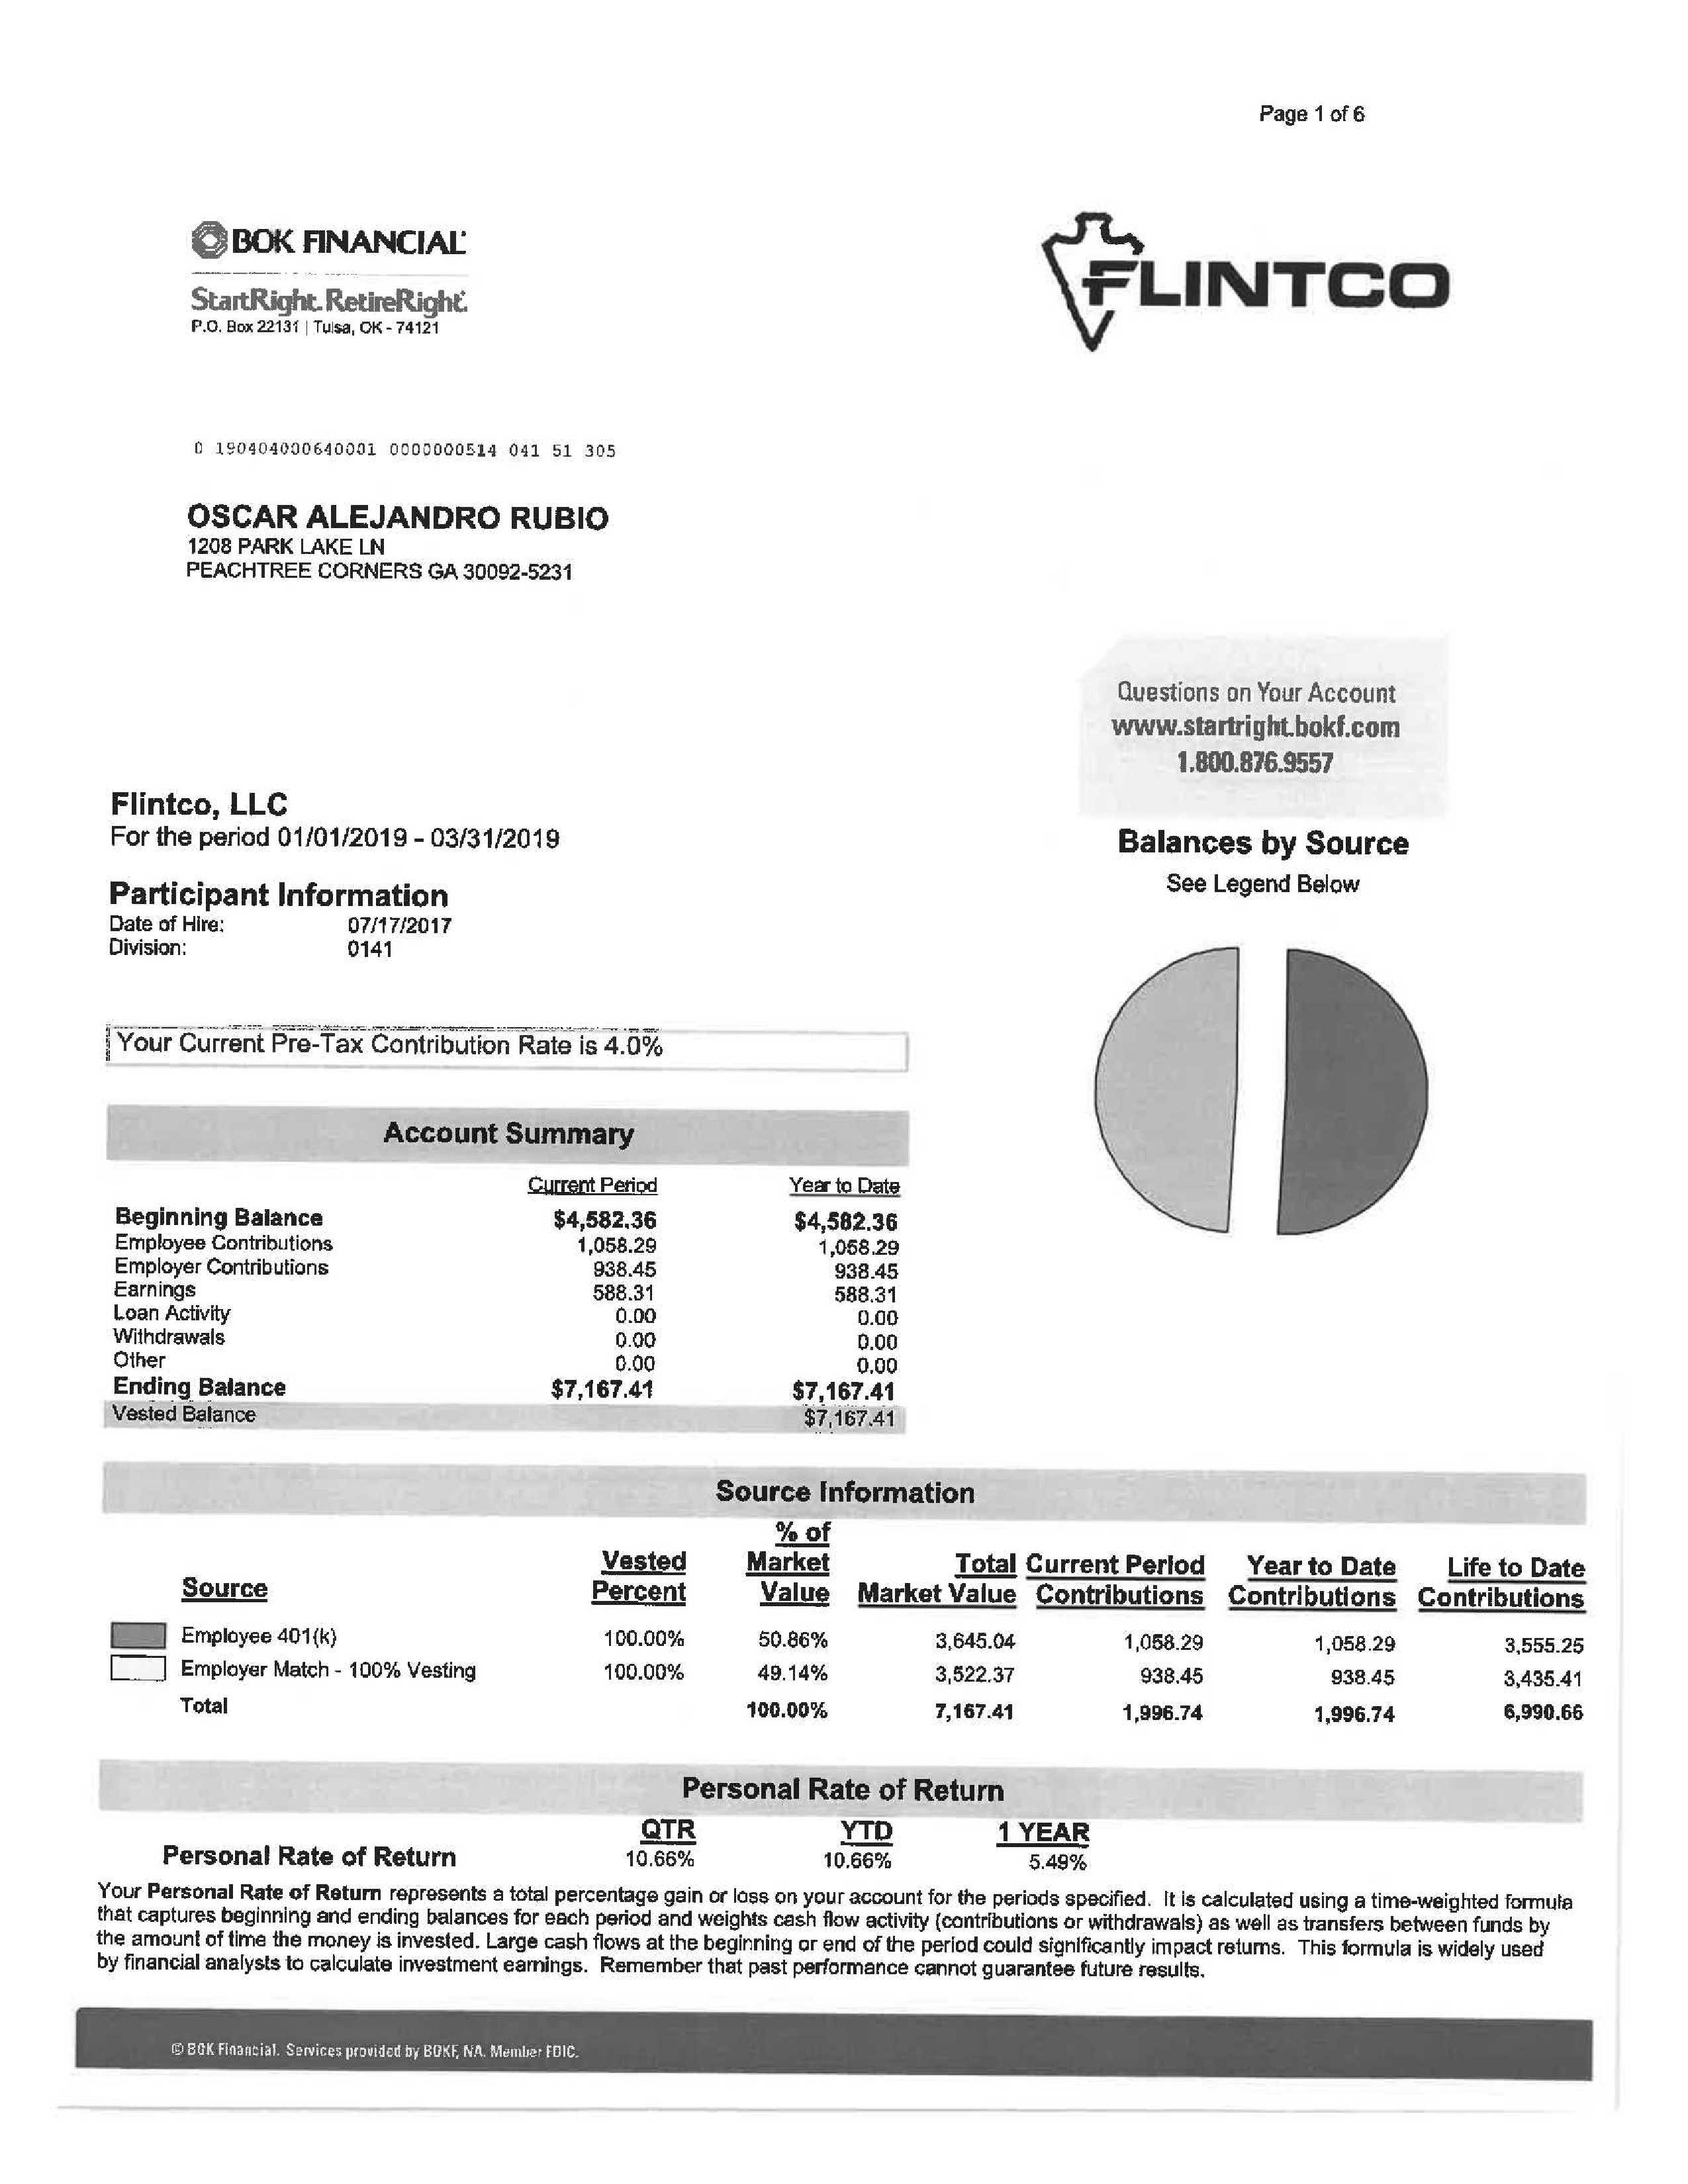 Page 1 of 6
BOK FINANCIAL
FLINTCO
StartRight. RetireRight.
P.O. Box 22131 | Tulsa, OK - 74121
0 190404000640001 0000000514 041 51 305
OSCAR ALEJANDRO RUBIO
1208 PARK LAKE LN
PEACHTREE CORNERS GA 30092-5231
Questions on Your Account
www.startright.bokf.com
1.800.876.9557
Flintco, LLC
For the period 01/01/2019 - 03/31/2019
Balances by Source
See Legend Below
Participant Information
Date of Hire: 07/17/2017
Division: 0141
Your Current Pre-Tax Contribution Rate is 4.0%
Account Summary
Current Period Year to Date
Beginning Balance $4,582.36 $4,582.36
Employee Contributions 1,058.29 1,058.29
Employer Contributions 938.45 938.45
Earnings 588.31 588.31
Loan Activity 0.00 0.00
Withdrawals 0.00 0.00
Other 0.00 0.00
Ending Balance $7,167.41 $7,167.41
Vested Balance $7,167.41
Source Information
% of
Vested Market Total Current Period Year to Date Life to Date
Source Percent Value Market Value Contributions Contributions Contributions
Employee 401(k) 100.00% 50.86% 3,645.04 1,058.29 1,058.29 3,555.25
Employer Match - 100% Vesting 100.00% 49.14% 3,522.37 938.45 938.45 3,435.41
Total 100.00% 7,167.41 1,996.74 1,996.74 6,990.66
Personal Rate of Return
QTR YTD 1 YEAR
Personal Rate of Return 10.66% 10.66% 5.49%
Your Personal Rate of Return represents a total percentage gain or loss on your account for the periods specified. It is calculated using a time-weighted formula
that captures beginning and ending balances for each period and weights cash flow activity (contributions or withdrawals) as well as transfers between funds by
the amount of time the money is invested. Large cash flows at the beginning or end of the period could significantly impact returns. This formula is widely used
by financial analysts to calculate investment earnings. Remember that past performance cannot guarantee future results.
© BOK Financial. Services provided by BOKF, NA. Member FDIC.